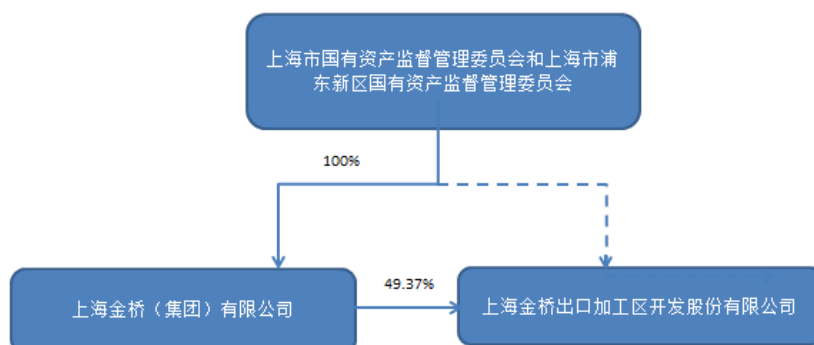 上海市国有资产监督管理委员会和上海市浦
东新区国有资产监督管理委员会
100%
上海金桥（集团）有限公司
49.37%
上海金桥出口加工区开发股份有限公司